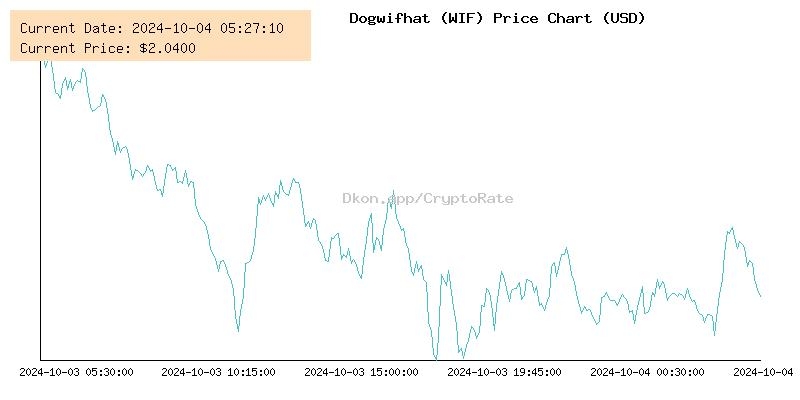 Dogwifhat (WIF) Price Chart (USD)
Current Date: 2024-10-04 05:27:10
Current Price: $2.0400
Dkon.app/CryptoRate
2024-10-03 05:30:00 2024-10-03 10:15:00 2024-10-03 15:00:00 2024-10-03 19:45:00 2024-10-04 00:30:00 2024-10-04